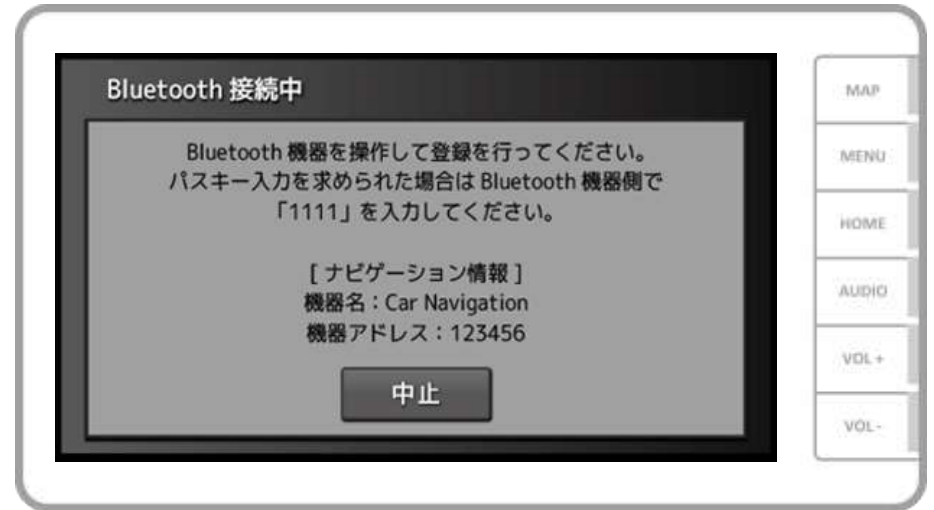 Bluetooth 接続中
Bluetooth 機器を操作して登録を行ってください。
パスキー入力を求められた場合は Bluetooth 機器側で
「1111」を入力してください。
[ ナビゲーション情報 ]
機器名：Car Navigation
機器アドレス：123456
中止
MAP
MENU
HOME
AUDIO
VOL +
VOL -